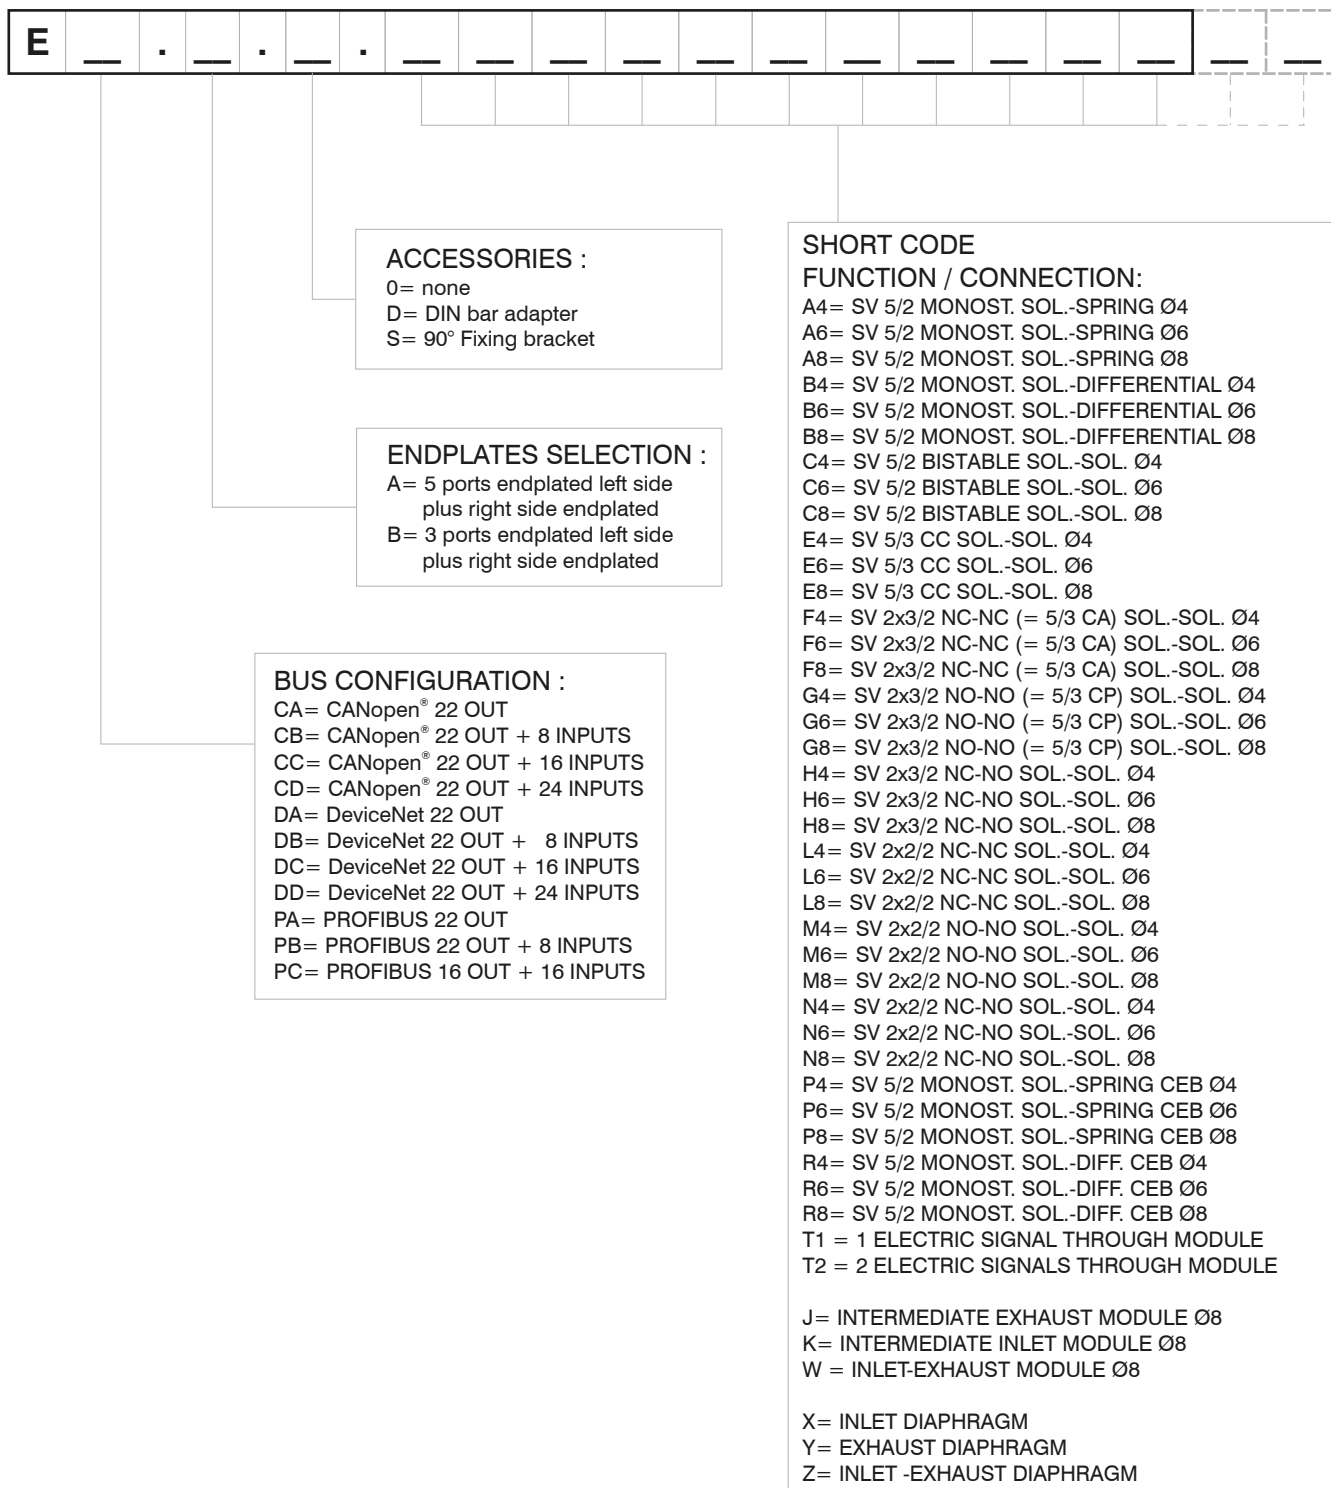 E __ . __ . __ . __ __ __ __ __ __ __ __ __ __ __ __ __
ACCESSORIES :
0= none
D= DIN bar adapter
S= 90° Fixing bracket
ENDPLATES SELECTION :
A= 5 ports endplated left side
plus right side endplated
B= 3 ports endplated left side
plus right side endplated
BUS CONFIGURATION :
CA= CANopen® 22 OUT
CB= CANopen® 22 OUT + 8 INPUTS
CC= CANopen® 22 OUT + 16 INPUTS
CD= CANopen® 22 OUT + 24 INPUTS
DA= DeviceNet 22 OUT
DB= DeviceNet 22 OUT + 8 INPUTS
DC= DeviceNet 22 OUT + 16 INPUTS
DD= DeviceNet 22 OUT + 24 INPUTS
PA= PROFIBUS 22 OUT
PB= PROFIBUS 22 OUT + 8 INPUTS
PC= PROFIBUS 16 OUT + 16 INPUTS
SHORT CODE
FUNCTION / CONNECTION:
A4= SV 5/2 MONOST. SOL.-SPRING Ø4
A6= SV 5/2 MONOST. SOL.-SPRING Ø6
A8= SV 5/2 MONOST. SOL.-SPRING Ø8
B4= SV 5/2 MONOST. SOL.-DIFFERENTIAL Ø4
B6= SV 5/2 MONOST. SOL.-DIFFERENTIAL Ø6
B8= SV 5/2 MONOST. SOL.-DIFFERENTIAL Ø8
C4= SV 5/2 BISTABLE SOL.-SOL. Ø4
C6= SV 5/2 BISTABLE SOL.-SOL. Ø6
C8= SV 5/2 BISTABLE SOL.-SOL. Ø8
E4= SV 5/3 CC SOL.-SOL. Ø4
E6= SV 5/3 CC SOL.-SOL. Ø6
E8= SV 5/3 CC SOL.-SOL. Ø8
F4= SV 2x3/2 NC-NC (= 5/3 CA) SOL.-SOL. Ø4
F6= SV 2x3/2 NC-NC (= 5/3 CA) SOL.-SOL. Ø6
F8= SV 2x3/2 NC-NC (= 5/3 CA) SOL.-SOL. Ø8
G4= SV 2x3/2 NO-NO (= 5/3 CP) SOL.-SOL. Ø4
G6= SV 2x3/2 NO-NO (= 5/3 CP) SOL.-SOL. Ø6
G8= SV 2x3/2 NO-NO (= 5/3 CP) SOL.-SOL. Ø8
H4= SV 2x3/2 NC-NO SOL.-SOL. Ø4
H6= SV 2x3/2 NC-NO SOL.-SOL. Ø6
H8= SV 2x3/2 NC-NO SOL.-SOL. Ø8
L4= SV 2x2/2 NC-NC SOL.-SOL. Ø4
L6= SV 2x2/2 NC-NC SOL.-SOL. Ø6
L8= SV 2x2/2 NC-NC SOL.-SOL. Ø8
M4= SV 2x2/2 NO-NO SOL.-SOL. Ø4
M6= SV 2x2/2 NO-NO SOL.-SOL. Ø6
M8= SV 2x2/2 NO-NO SOL.-SOL. Ø8
N4= SV 2x2/2 NC-NO SOL.-SOL. Ø4
N6= SV 2x2/2 NC-NO SOL.-SOL. Ø6
N8= SV 2x2/2 NC-NO SOL.-SOL. Ø8
P4= SV 5/2 MONOST. SOL.-SPRING CEB Ø4
P6= SV 5/2 MONOST. SOL.-SPRING CEB Ø6
P8= SV 5/2 MONOST. SOL.-SPRING CEB Ø8
R4= SV 5/2 MONOST. SOL.-DIFF. CEB Ø4
R6= SV 5/2 MONOST. SOL.-DIFF. CEB Ø6
R8= SV 5/2 MONOST. SOL.-DIFF. CEB Ø8
T1 = 1 ELECTRIC SIGNAL THROUGH MODULE
T2 = 2 ELECTRIC SIGNALS THROUGH MODULE
J= INTERMEDIATE EXHAUST MODULE Ø8
K= INTERMEDIATE INLET MODULE Ø8
W = INLET-EXHAUST MODULE Ø8
X= INLET DIAPHRAGM
Y= EXHAUST DIAPHRAGM
Z= INLET -EXHAUST DIAPHRAGM